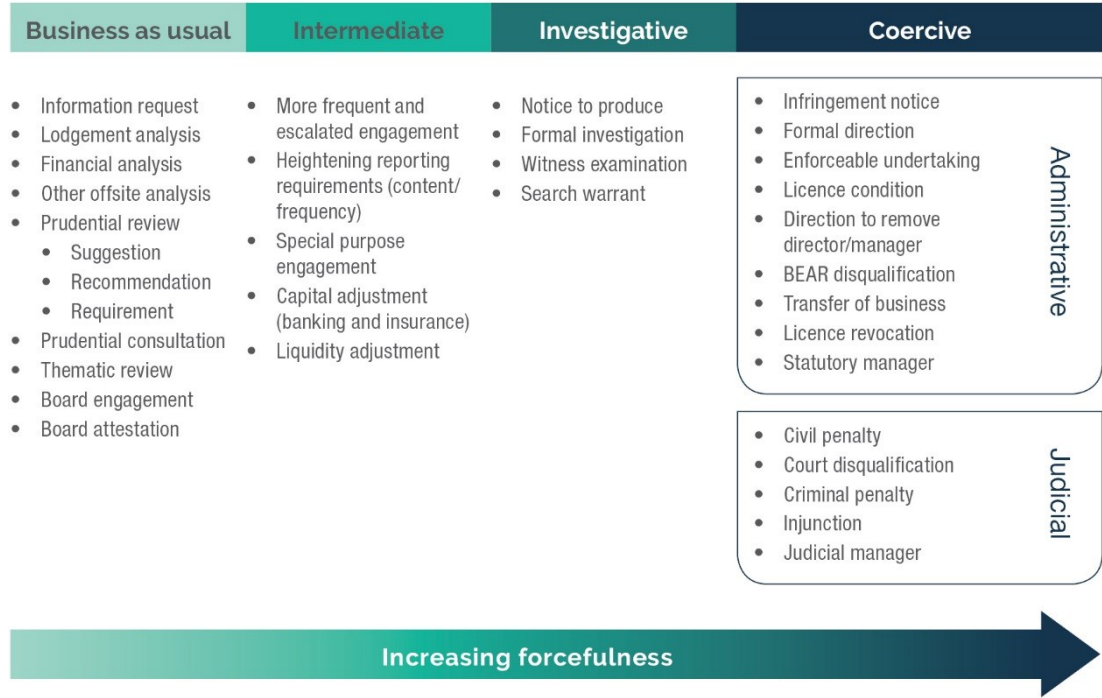 Business as usual
Intermediate
Investigative
Coercive
• Information request
• Lodgement analysis
• Financial analysis
• Other offsite analysis
• Prudential review
• Suggestion
• Recommendation
• Requirement
• Prudential consultation
• Thematic review
• Board engagement
• Board attestation
• More frequent and
escalated engagement
• Heightening reporting
requirements (content/
frequency)
• Special purpose
engagement
• Capital adjustment
(banking and insurance)
• Liquidity adjustment
• Notice to produce
• Formal investigation
• Witness examination
• Search warrant
• Infringement notice
• Formal direction
• Enforceable undertaking
• Licence condition
• Direction to remove
director/manager
• BEAR disqualification
• Transfer of business
• Licence revocation
• Statutory manager
Administrative
• Civil penalty
• Court disqualification
• Criminal penalty
• Injunction
• Judicial manager
Judicial
Increasing forcefulness